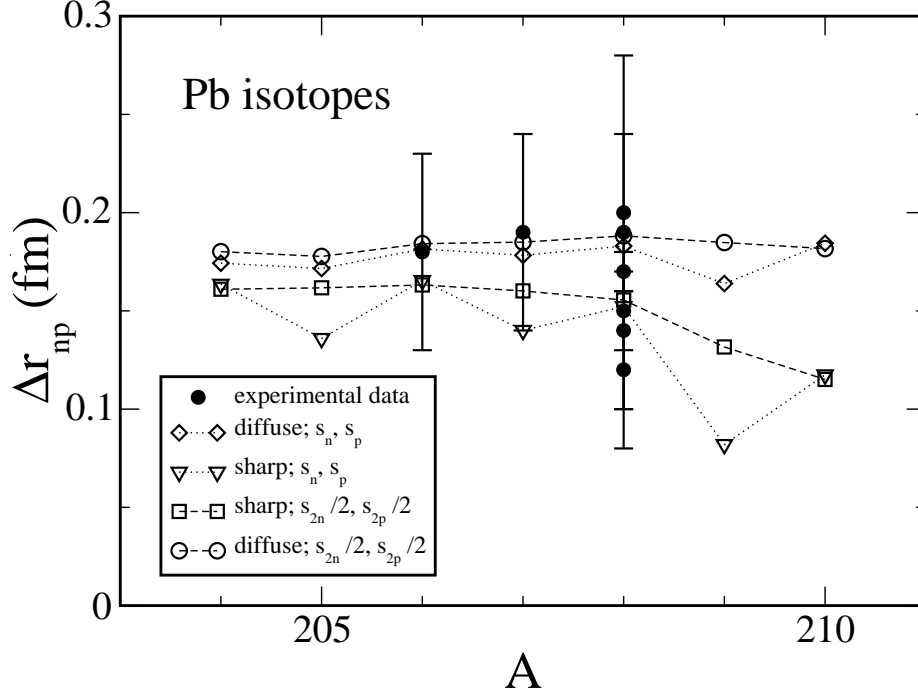 0.3
Pb isotopes
0.2
Δr_np (fm)
0.1
experimental data
diffuse; s_n, s_p
sharp; s_n, s_p
sharp; s_2n /2, s_2p /2
diffuse; s_2n /2, s_2p /2
0
205
210
A